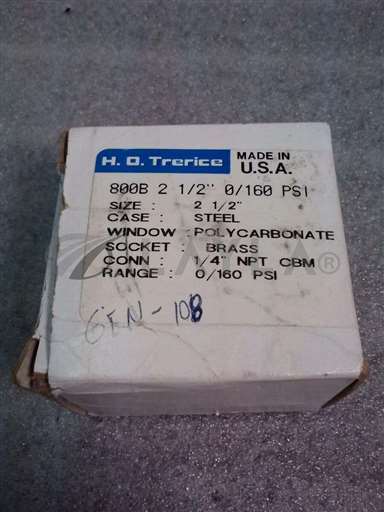 H. O. Trerice
MADE IN
U.S.A.
800B 2 1/2" 0/160 PSI
SIZE : 2 1/2"
CASE : STEEL
WINDOW :POLYCARBONATE
SOCKET : BRASS
CONN : 1/4" NPT CBM
RANGE : 0/160 PSI
GEN-108